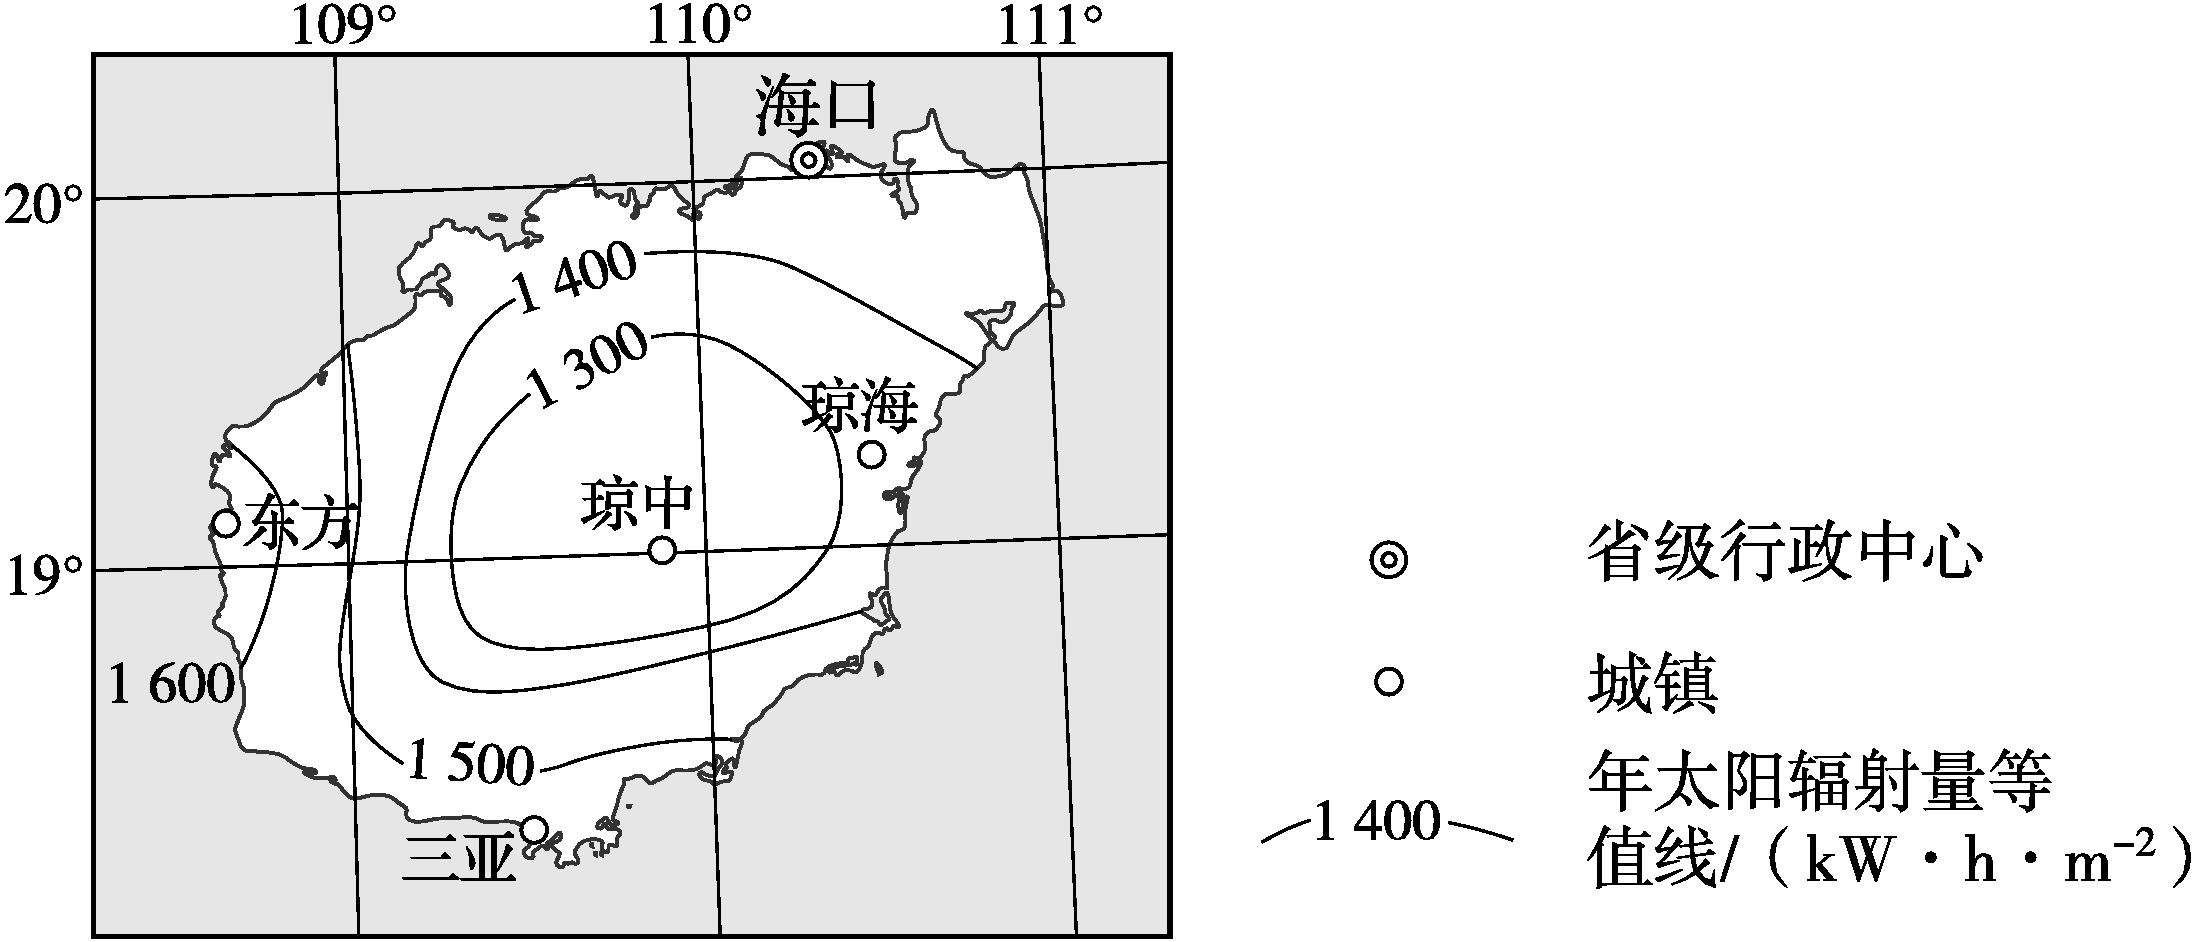 109°
110°
111°
海口
20°
1 400
1 300
琼海
琼中
东方
19°
1 600
1 500
三亚
省级行政中心
城镇
1 400
年太阳辐射量等
值线/（kW·h·m⁻²）